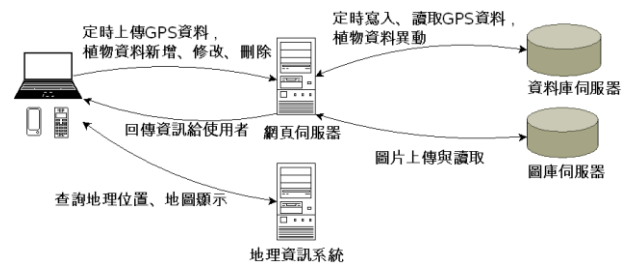 定時上傳GPS資料，
植物資料新增、修改、刪除
定時寫入、讀取GPS資料，
植物資料異動
資料庫伺服器
回傳資訊給使用者
網頁伺服器
圖片上傳與讀取
圖庫伺服器
查詢地理位置、地圖顯示
地理資訊系統